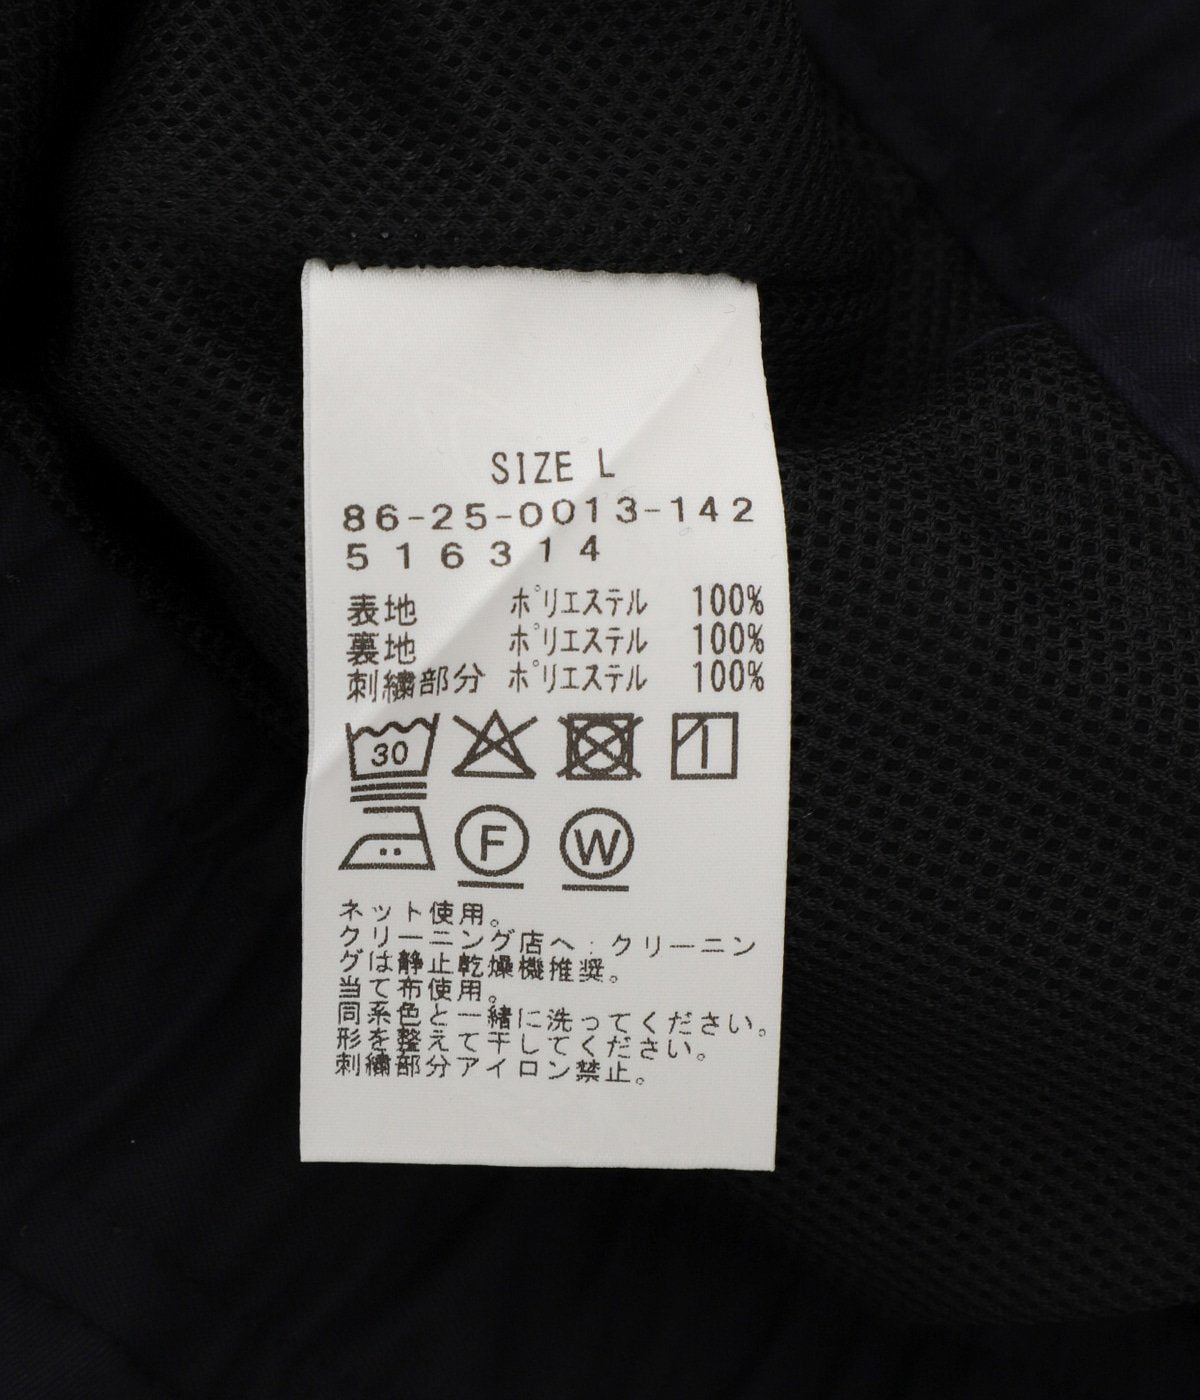 SIZE L
86-25-0013-142
516314
表地 ポリエステル 100%
裏地 ポリエステル 100%
刺繍部分 ポリエステル 100%
30
F W
ネット使用。
クリーニング店へ:クリーニン
グは静止乾燥機推奨。
当て布使用。
同系色と一緒に洗ってください。
形を整えて干してください。
刺繍部分アイロン禁止。